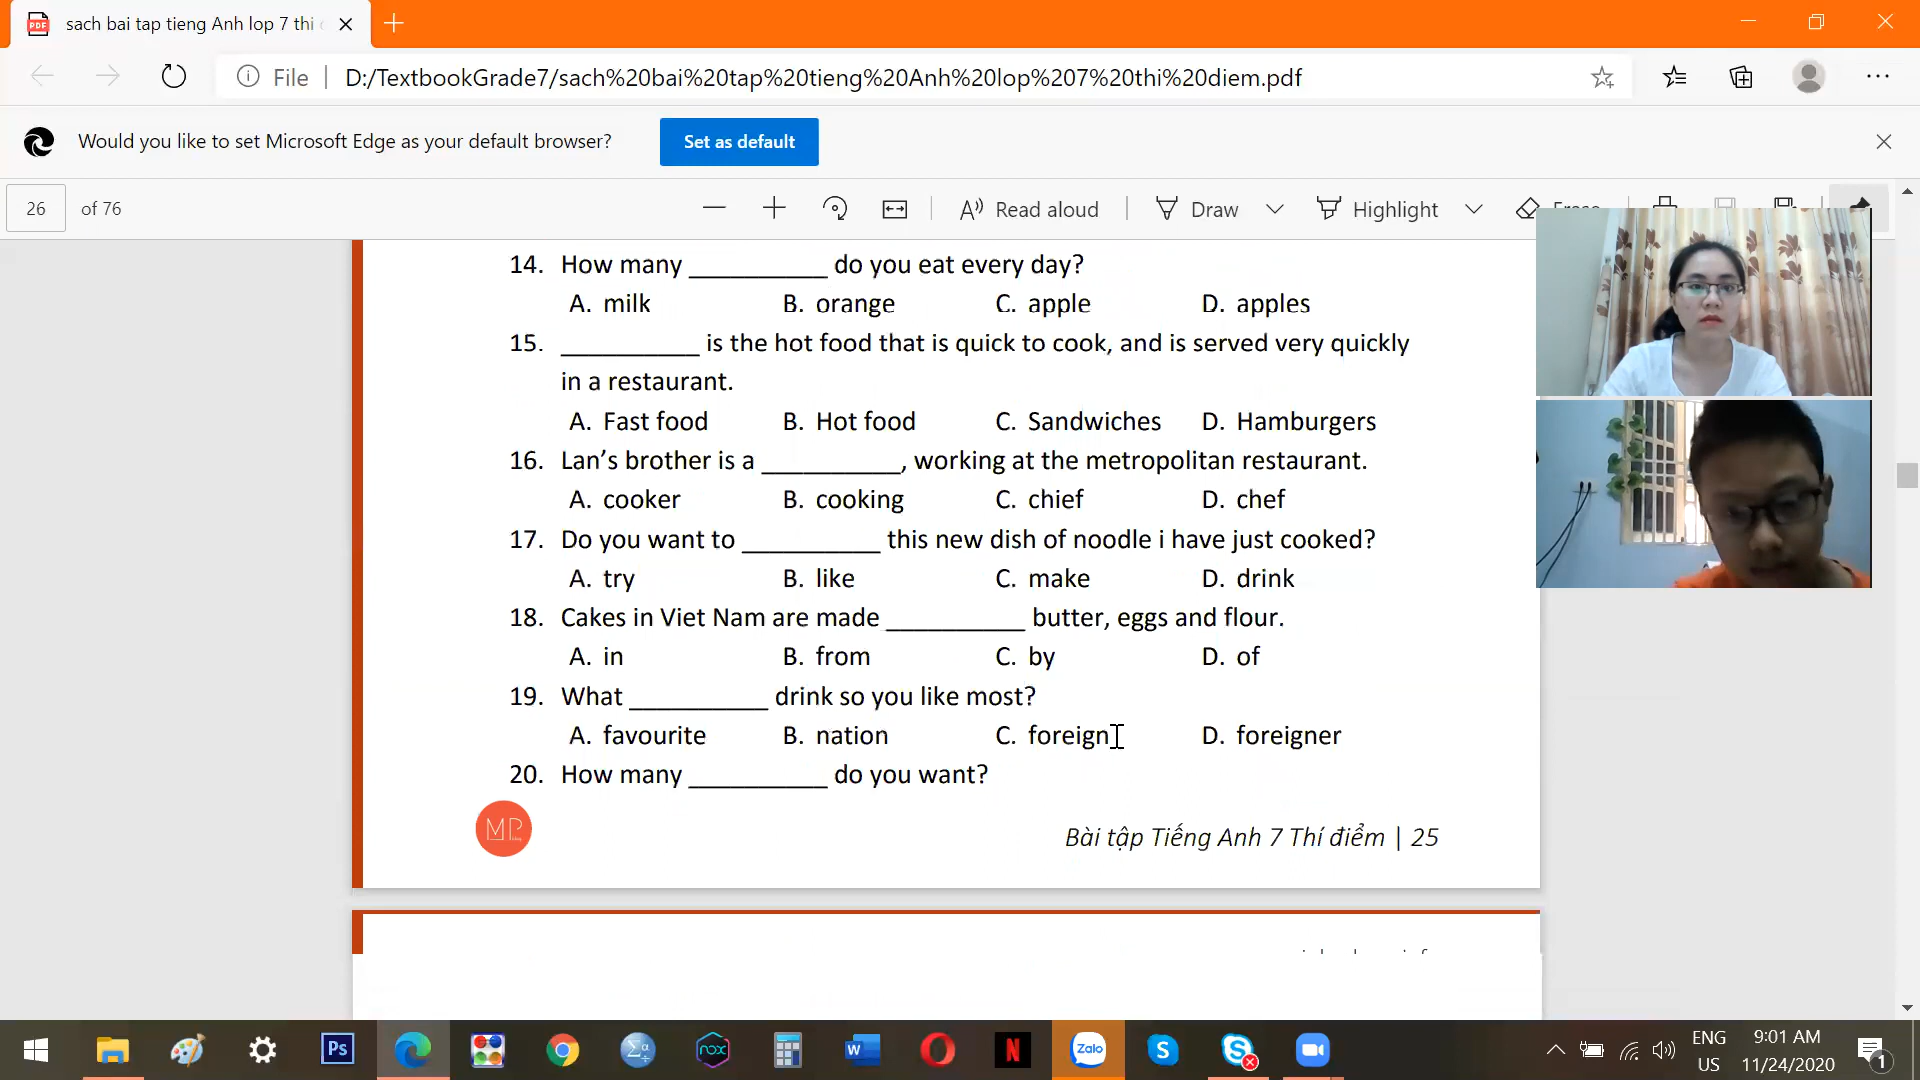 sach bai tap tieng Anh lop 7 thi
File D:/TextbookGrade7/sach%20bai%20tap%20tieng%20Anh%20lop%207%20thi%20diem.pdf
Would you like to set Microsoft Edge as your default browser? Set as default
26 of 76 Read aloud Draw Highlight Erase
14. How many __________ do you eat every day?
A. milk B. orange C. apple D. apples
15. __________ is the hot food that is quick to cook, and is served very quickly
in a restaurant.
A. Fast food B. Hot food C. Sandwiches D. Hamburgers
16. Lan’s brother is a __________, working at the metropolitan restaurant.
A. cooker B. cooking C. chief D. chef
17. Do you want to __________ this new dish of noodle i have just cooked?
A. try B. like C. make D. drink
18. Cakes in Viet Nam are made __________ butter, eggs and flour.
A. in B. from C. by D. of
19. What __________ drink so you like most?
A. favourite B. nation C. foreign D. foreigner
20. How many __________ do you want?
MP
Bài tập Tiếng Anh 7 Thí điểm | 25
Ps nox W N Zalo S S ENG 9:01 AM
US 11/24/2020 1